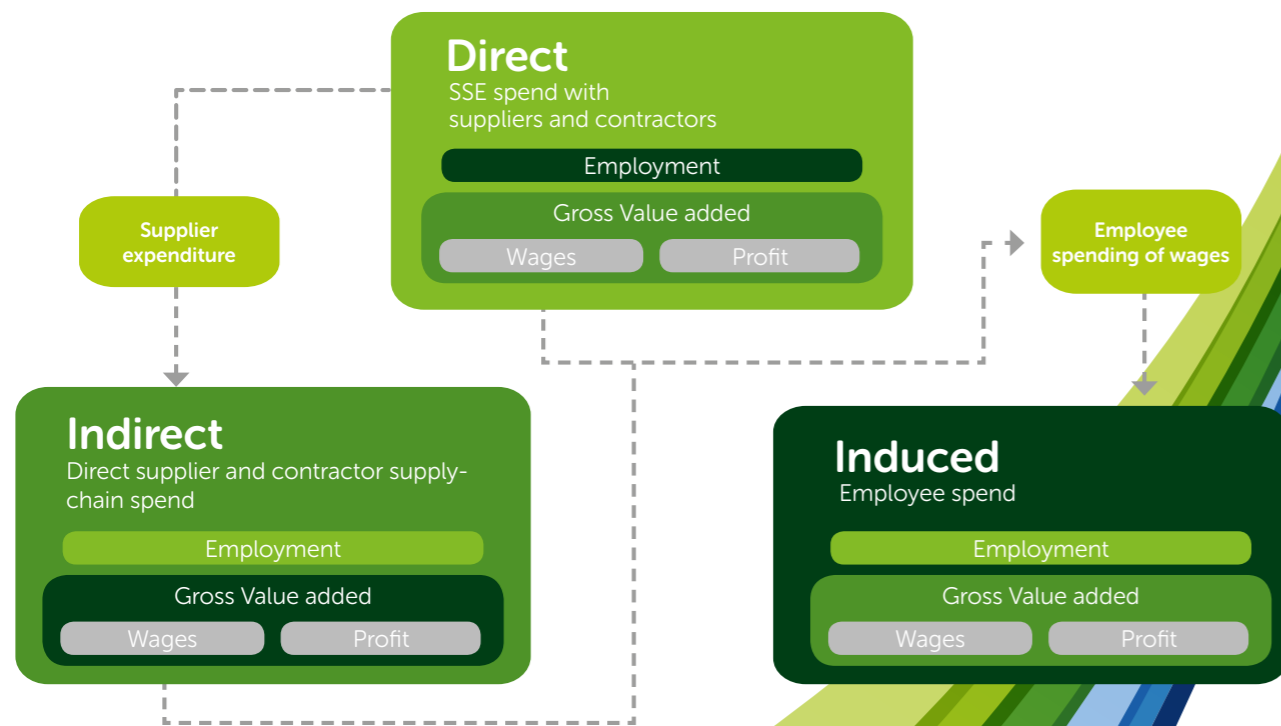 Direct
SSE spend with
suppliers and contractors
Employment
Gross Value added
Wages
Profit
Supplier
expenditure
Employee
spending of wages
Indirect
Direct supplier and contractor supply-
chain spend
Employment
Gross Value added
Wages
Profit
Induced
Employee spend
Employment
Gross Value added
Wages
Profit